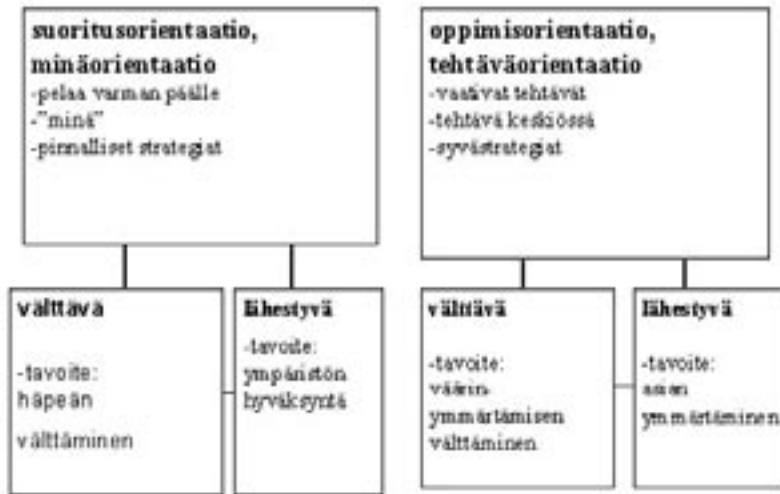 suoritusorientaatio,
minäorientaatio
-pelaa varman päälle
-"minä"
-pinnalliset strategiat
oppimisorientaatio,
tehtäväorientaatio
-vaativat tehtävät
-tehtävä keskiössä
-syvästrategiat
välttävä
-tavoite:
häpeän
välttäminen
lähestyvä
-tavoite:
ympäristön
hyväksyntä
välttävä
-tavoite:
väärin-
ymmärtämisen
välttäminen
lähestyvä
-tavoite:
asian
ymmärtäminen